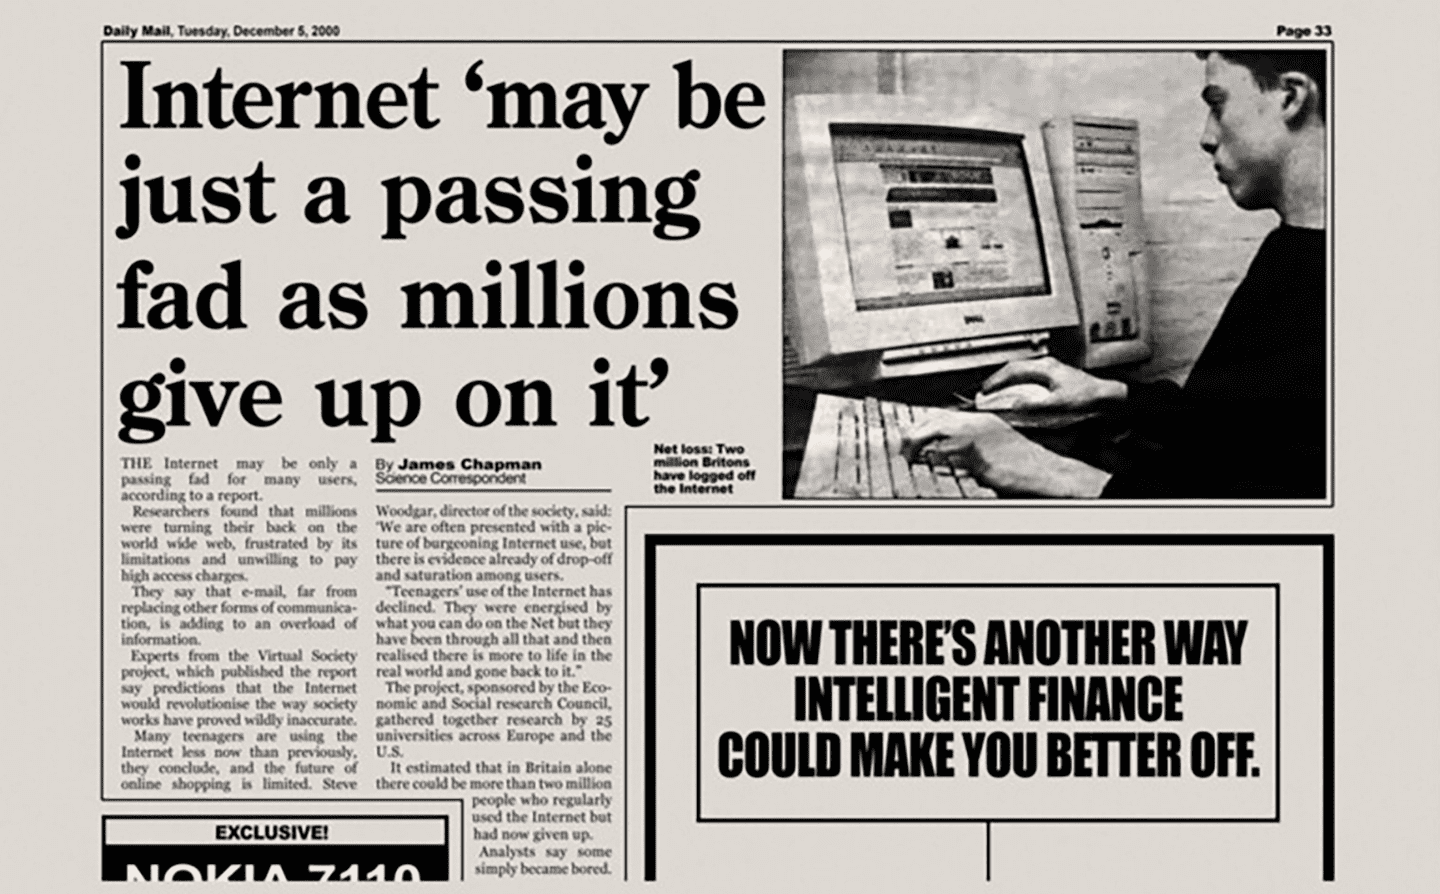 Daily Mail, Tuesday, December 5, 2000
Page 33
Internet ‘may be
just a passing
fad as millions
give up on it’
Net loss: Two
million Britons
have logged off
the Internet
THE Internet may be only a
passing fad for many users,
according to a report.
Researchers found that millions
were turning their back on the
world wide web, frustrated by its
limitations and unwilling to pay
high access charges.
They say that e-mail, far from
replacing other forms of communica-
tion, is adding to an overload of
information.
Experts from the Virtual Society
project, which published the report
say predictions that the Internet
would revolutionise the way society
works have proved wildly inaccurate.
Many teenagers are using the
Internet less now than previously,
they conclude, and the future of
online shopping is limited. Steve
By James Chapman
Science Correspondent
Woodgar, director of the society, said:
'We are often presented with a pic-
ture of burgeoning Internet use, but
there is evidence already of drop-off
and saturation among users.
'Teenagers' use of the Internet has
declined. They were energised by
what you can do on the Net but they
have been through all that and then
realised there is more to life in the
real world and gone back to it.'
The project, sponsored by the Eco-
nomic and Social research Council,
gathered together research by 25
universities across Europe and the
U.S.
It estimated that in Britain alone
there could be more than two million
people who regularly
used the Internet but
had now given up.
Analysts say some
simply became bored.
DELL
EXCLUSIVE!
NOKIA 7110
NOW THERE'S ANOTHER WAY
INTELLIGENT FINANCE
COULD MAKE YOU BETTER OFF.